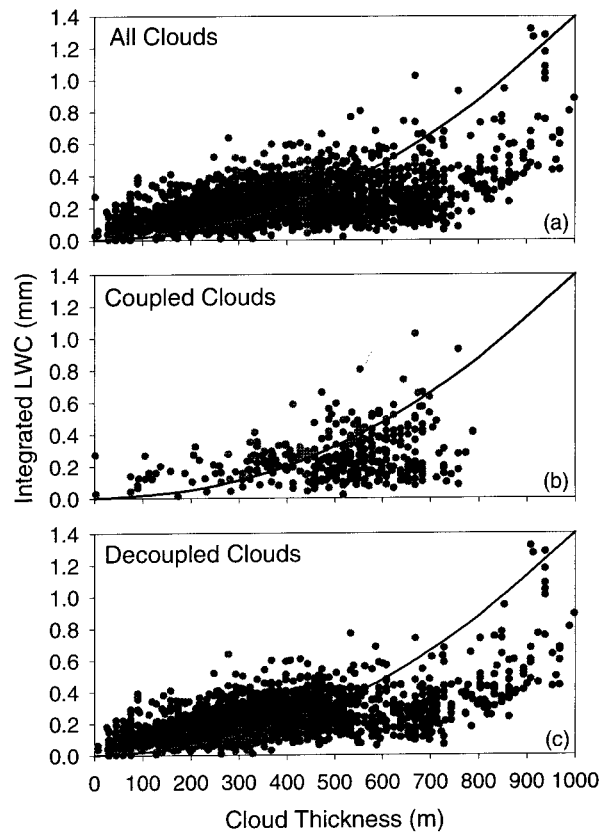 1.4
All Clouds
1.2
1.0
0.8
0.6
0.4
0.2
(a)
0.0
1.4
Coupled Clouds
1.2
1.0
0.8
0.6
0.4
0.2
(b)
0.0
Integrated LWC (mm)
1.4
Decoupled Clouds
1.2
1.0
0.8
0.6
0.4
0.2
(c)
0.0
0 100 200 300 400 500 600 700 800 900 1000
Cloud Thickness (m)